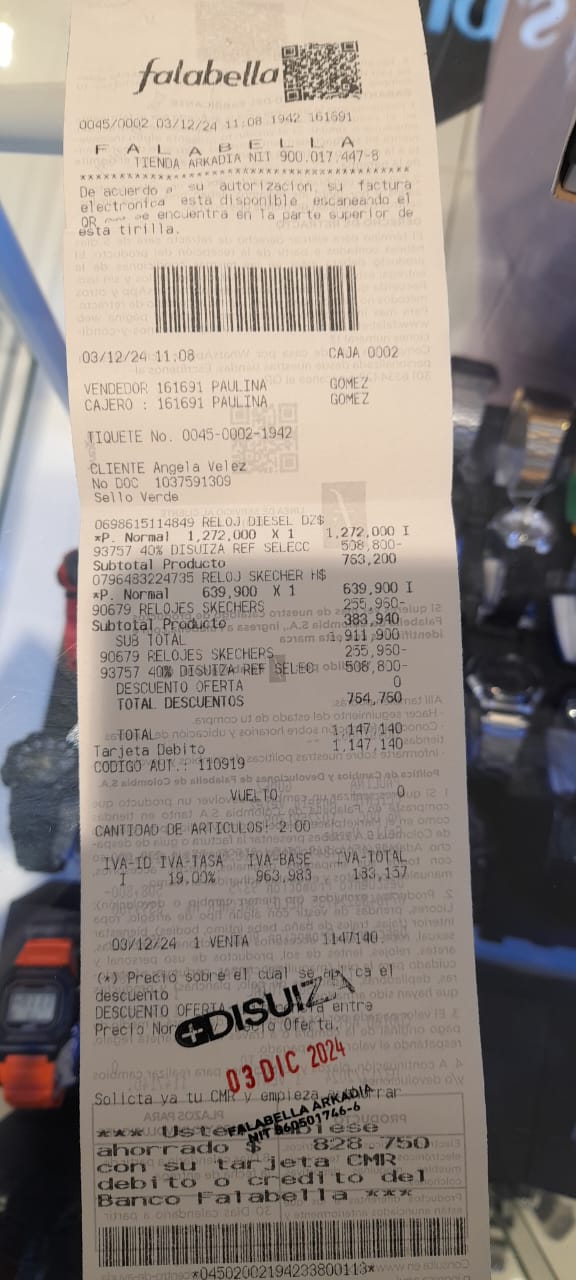 falabella
0045/0002 03/12/24 11:08 1942 161691
F A L A B E L L A
TIENDA ARKADIA NIT 900.017.447-8
****************************************
De acuerdo a su autorizacion, su factura
electronica esta disponible escaneando el
QR se encuentra en la parte superior de
esta tirilla.
03/12/24 11:08 CAJA 0002
VENDEDOR 161691 PAULINA GOMEZ
CAJERO : 161691 PAULINA GOMEZ
TIQUETE No. 0045-0002-1942
CLIENTE Angela Velez
No DOC 1037591309
Sello Verde
0698615114849 RELOJ DIESEL DZ$
*P. Normal 1,272,000 X 1 1,272,000 I
93757 40% DISUIZA REF SELECC 508,800-
Subtotal Producto 763,200
0796483224735 RELOJ SKECHER H$
*P. Normal 639,900 X 1 639,900 I
90679 RELOJES SKECHERS 255,960-
Subtotal Producto 383,940
SUB TOTAL 1,911,900
90679 RELOJES SKECHERS 255,960-
93757 40% DISUIZA REF SELEC 508,800-
DESCUENTO OFERTA 0
TOTAL DESCUENTOS 764,760
TOTAL 1,147,140
Tarjeta Debito 1,147,140
CODIGO AUT.: 110919
VUELTO 0
CANTIDAD DE ARTICULOS: 2.00
IVA-ID IVA-TASA IVA-BASE IVA-TOTAL
I 19.00% 963,983 183,157
03/12/24 1 VENTA 1147140
(*) Precio sobre el cual se aplica el
descuento
DESCUENTO OFERTA entre
Precio Oferta.
+DISUIZA
03 DIC 2024
Solicita ya tu CMR y empieza a ahorrar
FALABELLA ARKADIA
NIT 860501746-6
*** Usted hubiese
ahorrado $ 828.750
con su tarjeta CMR
debito o credito del
Banco Falabella ***
*04502002194233800113*